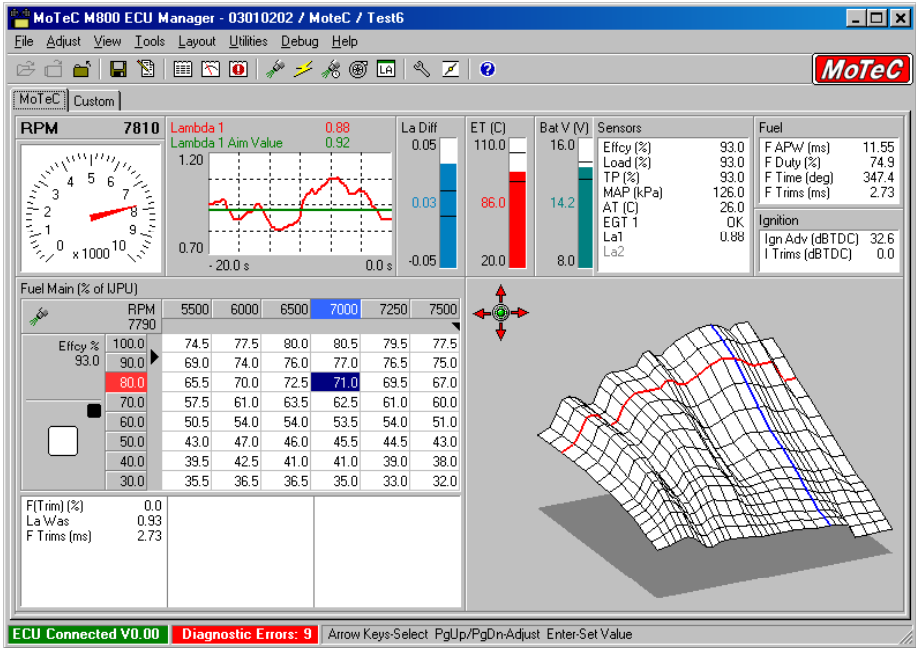 MoTeC M800 ECU Manager - 03010202 / MoteC / Test6
File Adjust View Tools Layout Utilities Debug Help
LA ? MoTeC
MoTeC Custom
RPM 7810
0 1 2 3 4 5 6 7 8 9 10
x 1000
Lambda 1 0.88
Lambda 1 Aim Value 0.92
1.20
0.70
- 20.0 s 0.0 s
La Diff
0.05
0.03
-0.05
ET (C)
110.0
86.0
20.0
Bat V (V)
16.0
14.2
8.0
Sensors
Effcy (%) 93.0
Load (%) 93.0
TP (%) 93.0
MAP (kPa) 126.0
AT (C) 26.0
EGT 1 OK
La1 0.88
La2
Fuel
F APW (ms) 11.55
F Duty (%) 74.9
F Time (deg) 347.4
F Trims (ms) 2.73
Ignition
Ign Adv (dBTDC) 32.6
I Trims (dBTDC) 0.0
Fuel Main (% of IJPU)
RPM 5500 6000 6500 7000 7250 7500
7790
Effcy % 100.0 74.5 77.5 80.0 80.5 79.5 77.5
93.0 90.0 69.0 74.0 76.0 77.0 76.5 75.0
80.0 65.5 70.0 72.5 71.0 69.5 67.0
70.0 57.5 61.0 63.5 62.5 61.0 60.0
60.0 50.5 54.0 54.0 53.5 54.0 51.0
50.0 43.0 47.0 46.0 45.5 44.5 43.0
40.0 39.5 42.5 41.0 41.0 39.0 38.0
30.0 35.5 36.5 36.5 35.0 33.0 32.0
F(Trim) (%) 0.0
La Was 0.93
F Trims (ms) 2.73
ECU Connected V0.00 Diagnostic Errors: 9 Arrow Keys-Select PgUp/PgDn-Adjust Enter-Set Value